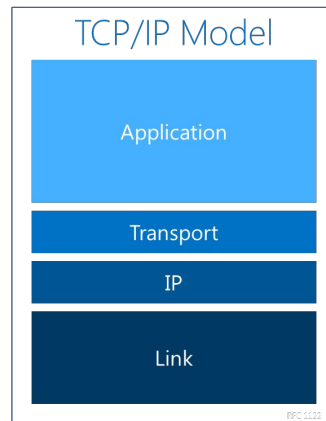 TCP/IP Model
Application
Transport
IP
Link
RFC 1122